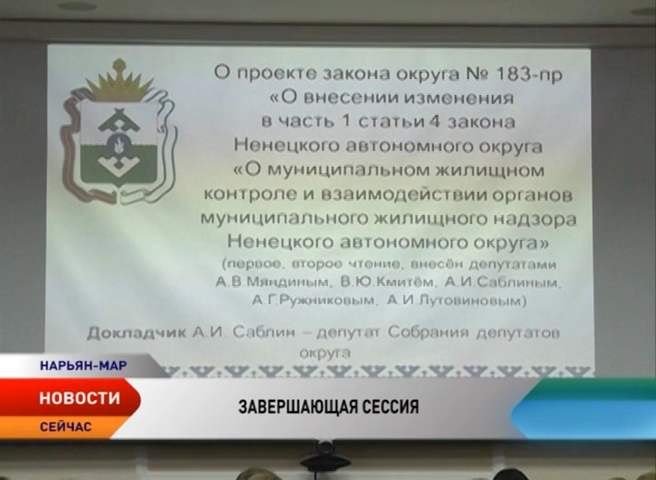 О проекте закона округа № 183-пр
«О внесении изменения
в часть 1 статьи 4 закона
Ненецкого автономного округа
«О муниципальном жилищном
контроле и взаимодействии органов
муниципального жилищного надзора
Ненецкого автономного округа»
(первое, второе чтение, внесён депутатами
А.В.Мяндиным, В.Ю.Кмитём, А.И.Саблиным,
А.Г.Ружниковым, А.И.Лутовиновым)
Докладчик А.И. Саблин – депутат Собрания депутатов
округа
НАРЬЯН-МАР
НОВОСТИ
СЕЙЧАС
ЗАВЕРШАЮЩАЯ СЕССИЯ